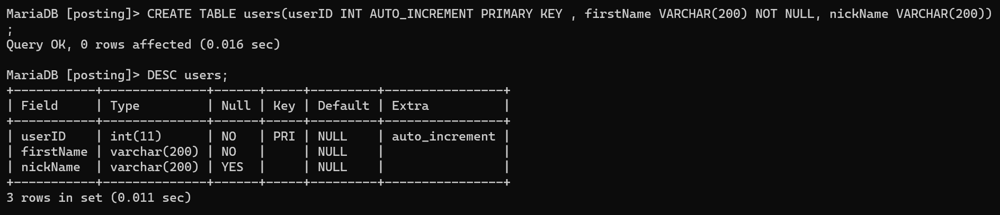 MariaDB [posting]> CREATE TABLE users(userID INT AUTO_INCREMENT PRIMARY KEY , firstName VARCHAR(200) NOT NULL, nickName VARCHAR(200))
;
Query OK, 0 rows affected (0.016 sec)

MariaDB [posting]> DESC users;
+-----------+--------------+------+-----+---------+----------------+
| Field     | Type         | Null | Key | Default | Extra          |
+-----------+--------------+------+-----+---------+----------------+
| userID    | int(11)      | NO   | PRI | NULL    | auto_increment |
| firstName | varchar(200) | NO   |     | NULL    |                |
| nickName  | varchar(200) | YES  |     | NULL    |                |
+-----------+--------------+------+-----+---------+----------------+
3 rows in set (0.011 sec)